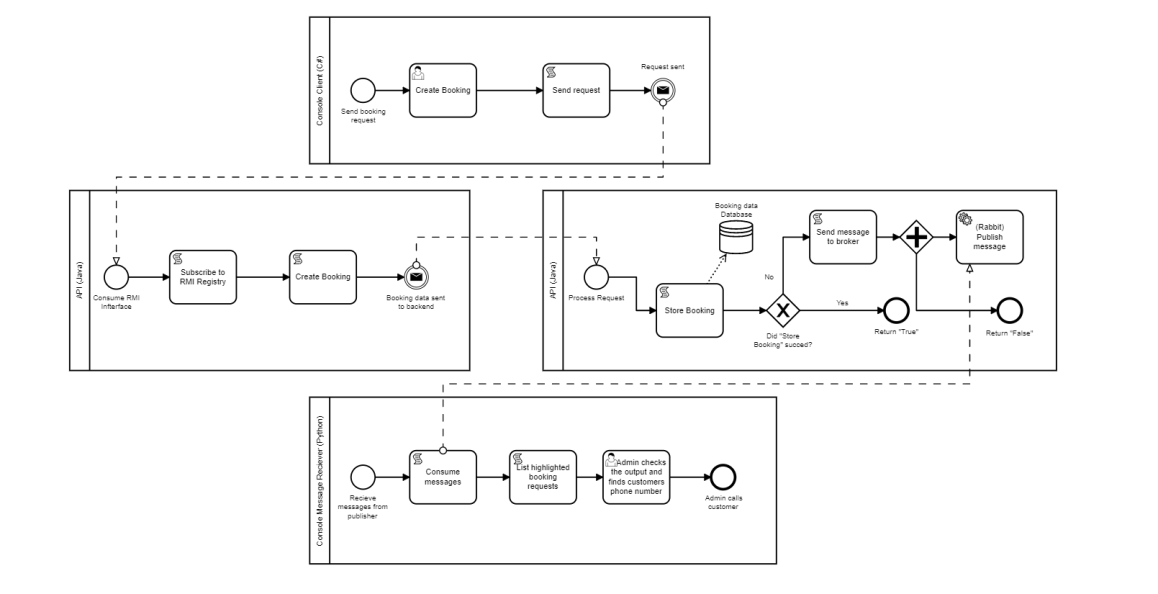 Console Client (C#)
Send booking
request
Create Booking
Send request
Request sent
API (Java)
Consume RMI
Infterface
Subscribe to
RMI Registry
Create Booking
Booking data sent
to backend
API (Java)
Process Request
Store Booking
Booking data
Database
Did "Store
Booking" succed?
No
Yes
Send message
to broker
(Rabbit)
Publish
message
Return "True"
Return "False"
Console Message Reciever (Python)
Recieve
messages from
publisher
Consume
messages
List highlighted
booking
requests
Admin checks
the output and
finds customers
phone number
Admin calls
customer